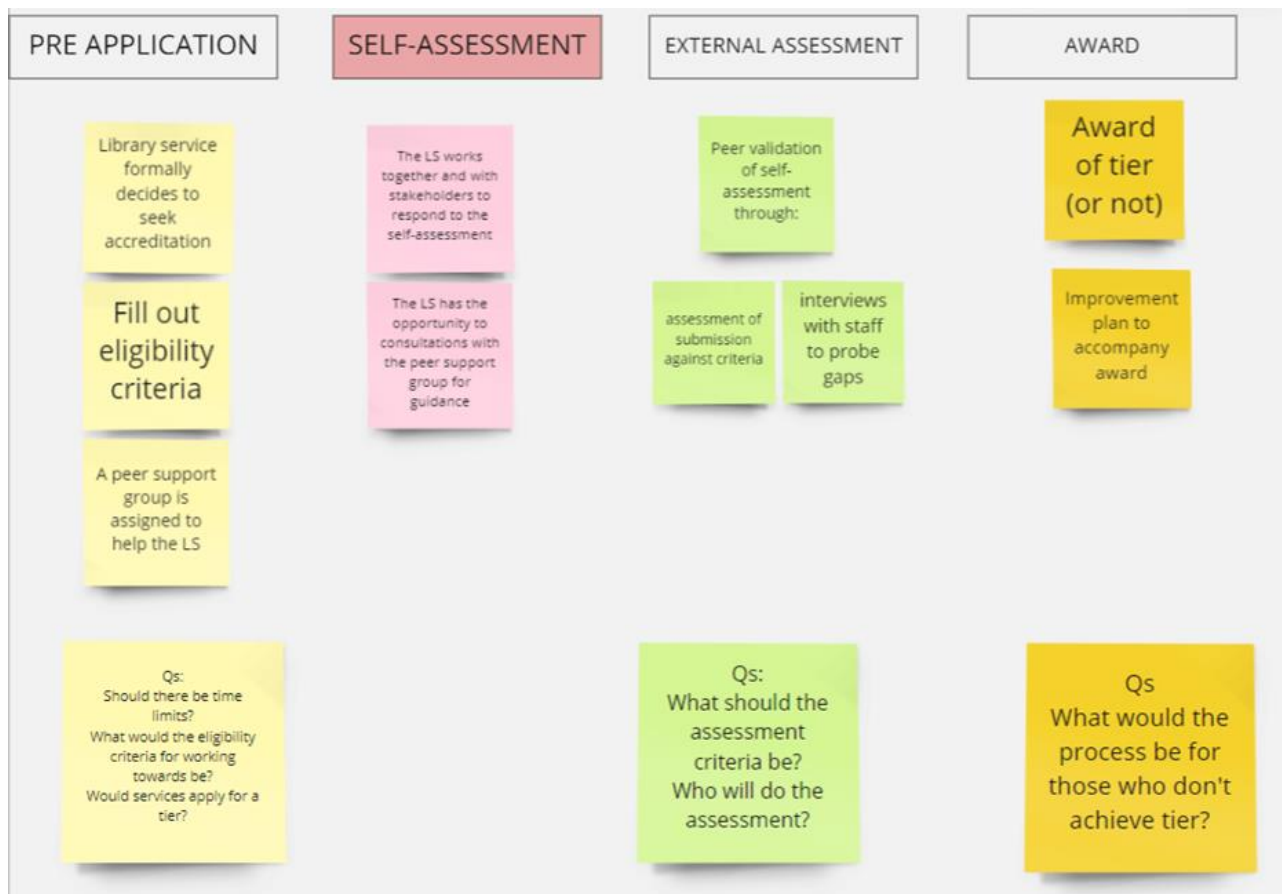 PRE APPLICATION
Library service
formally
decides to
seek
accreditation
Fill out
eligibility
criteria
A peer support
group is
assigned to
help the LS
Qs:
Should there be time
limits?
What would the eligibility
criteria for working
towards be?
Would services apply for a
tier?
SELF-ASSESSMENT
The LS works
together and with
stakeholders to
respond to the
self-assessment
The LS has the
opportunity to
consultations with
the peer support
group for
guidance
EXTERNAL ASSESSMENT
Peer validation
of self-
assessment
through:
assessment of
submission
against criteria
interviews
with staff
to probe
gaps
Qs:
What should the
assessment
criteria be?
Who will do the
assessment?
AWARD
Award
of tier
(or not)
Improvement
plan to
accompany
award
Qs
What would the
process be for
those who don't
achieve tier?